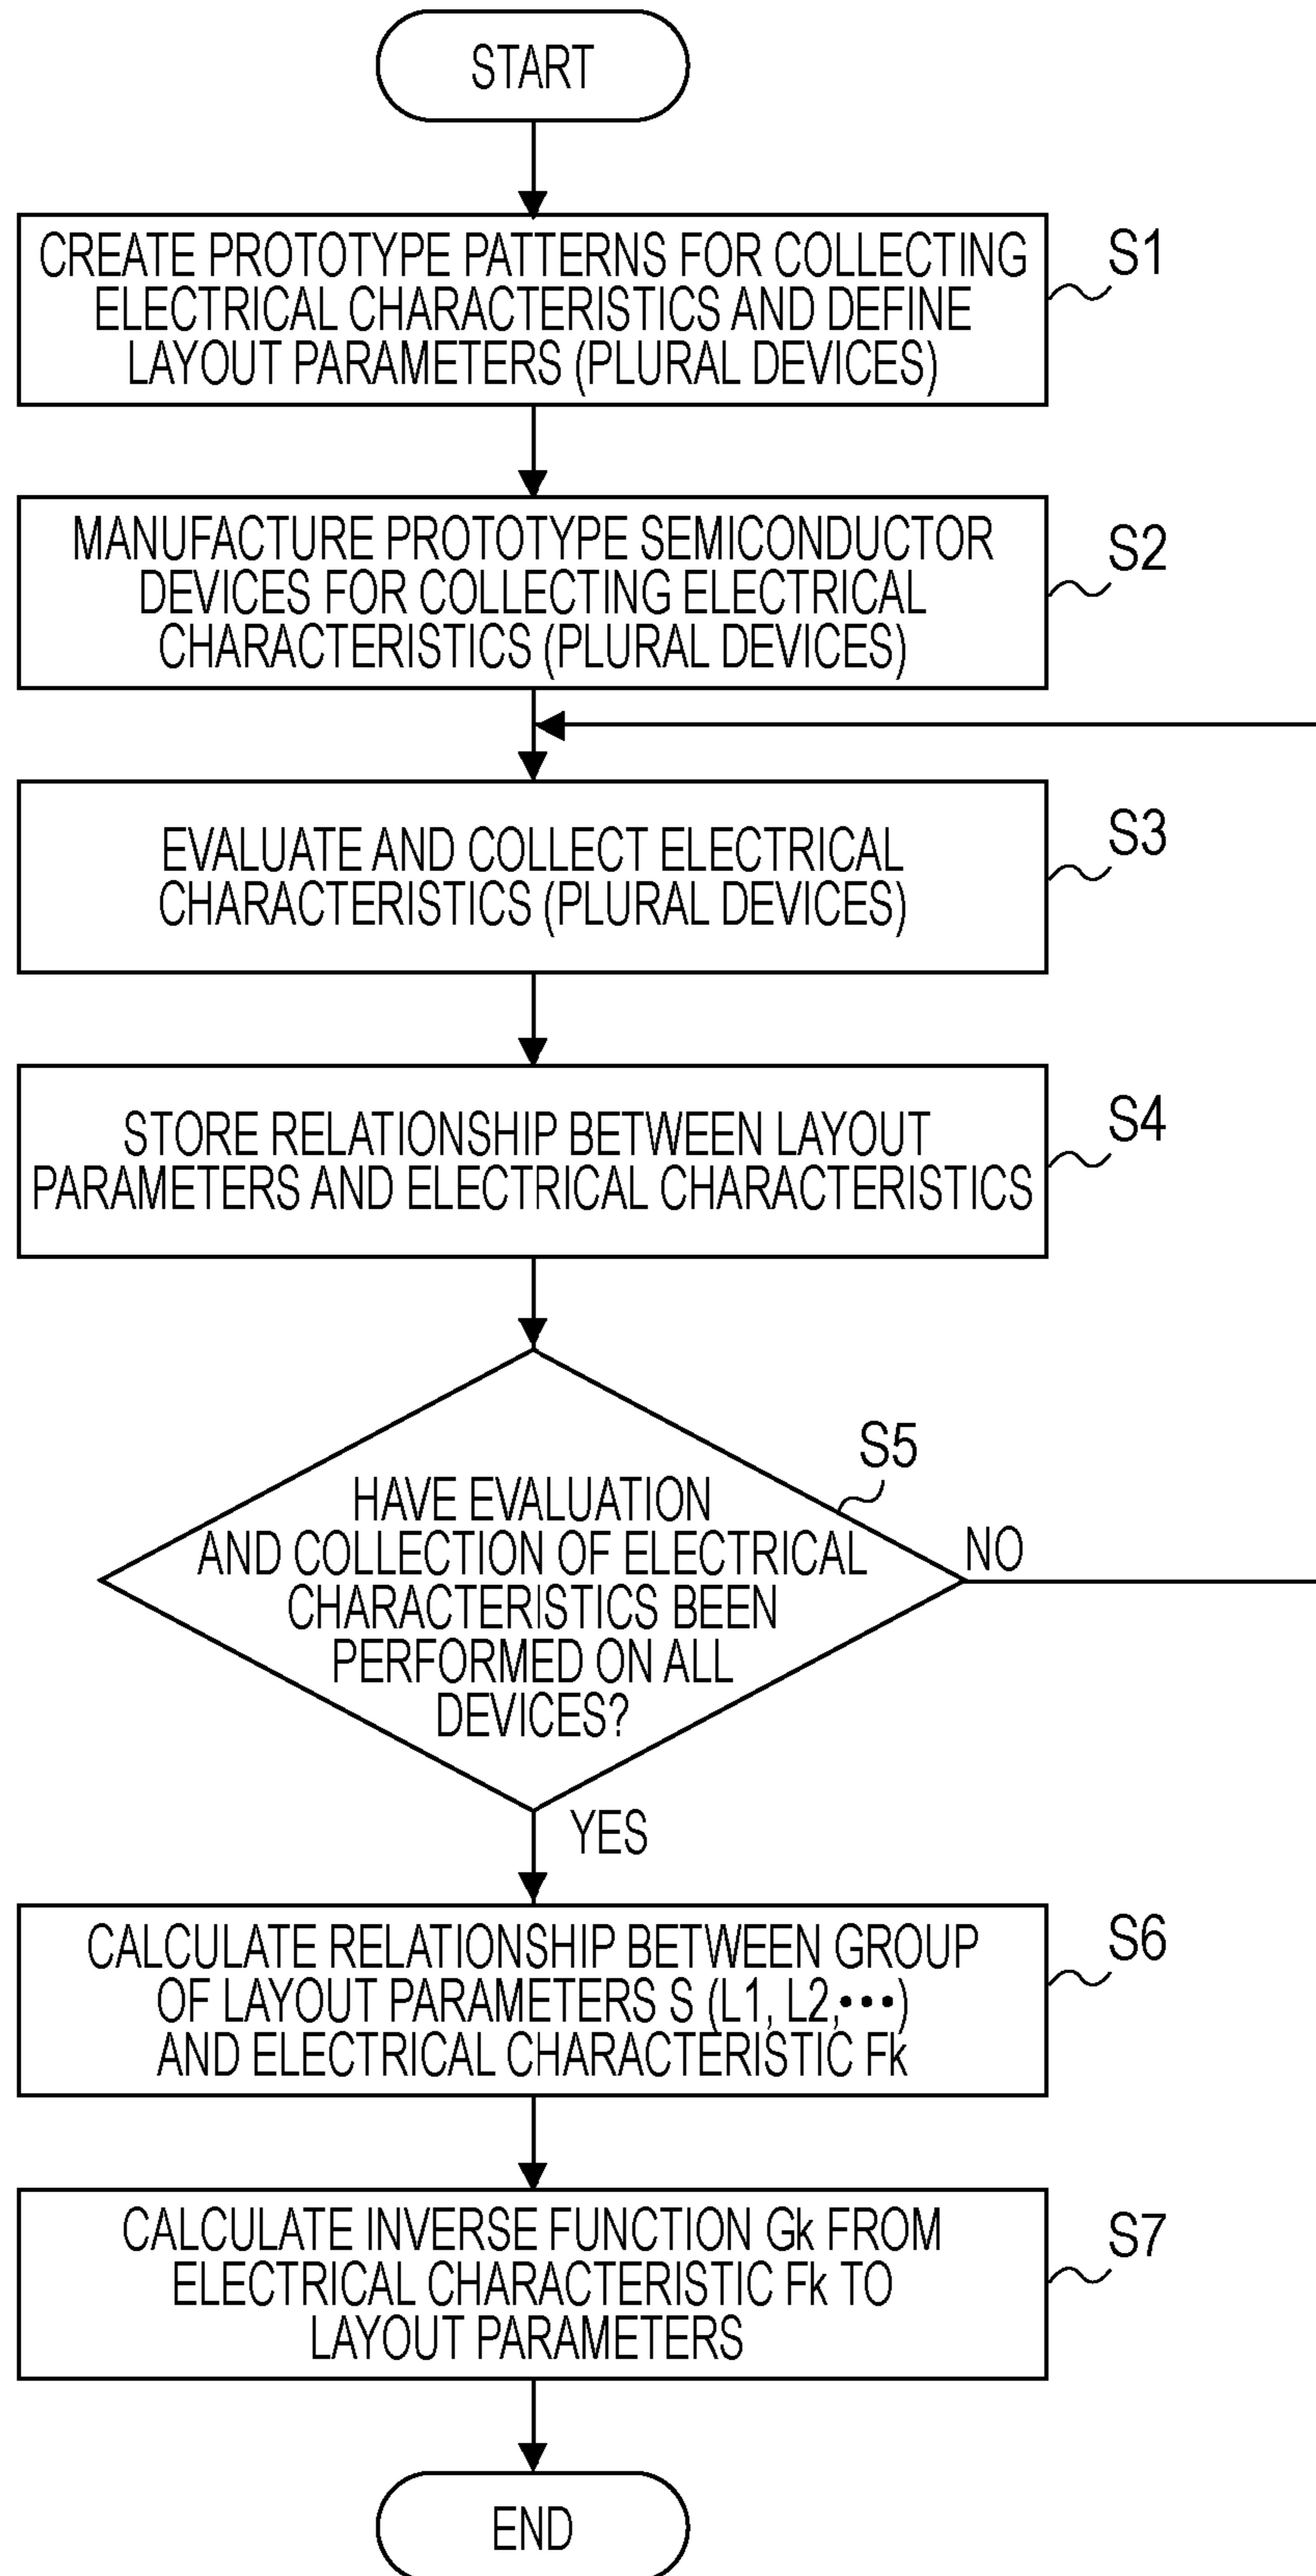 START
CREATE PROTOTYPE PATTERNS FOR COLLECTING
ELECTRICAL CHARACTERISTICS AND DEFINE
LAYOUT PARAMETERS (PLURAL DEVICES)
S1
MANUFACTURE PROTOTYPE SEMICONDUCTOR
DEVICES FOR COLLECTING ELECTRICAL
CHARACTERISTICS (PLURAL DEVICES)
S2
EVALUATE AND COLLECT ELECTRICAL
CHARACTERISTICS (PLURAL DEVICES)
S3
STORE RELATIONSHIP BETWEEN LAYOUT
PARAMETERS AND ELECTRICAL CHARACTERISTICS
S4
HAVE EVALUATION
AND COLLECTION OF ELECTRICAL
CHARACTERISTICS BEEN
PERFORMED ON ALL
DEVICES?
S5
NO
YES
CALCULATE RELATIONSHIP BETWEEN GROUP
OF LAYOUT PARAMETERS S (L1, L2,•••)
AND ELECTRICAL CHARACTERISTIC Fk
S6
CALCULATE INVERSE FUNCTION Gk FROM
ELECTRICAL CHARACTERISTIC Fk TO
LAYOUT PARAMETERS
S7
END